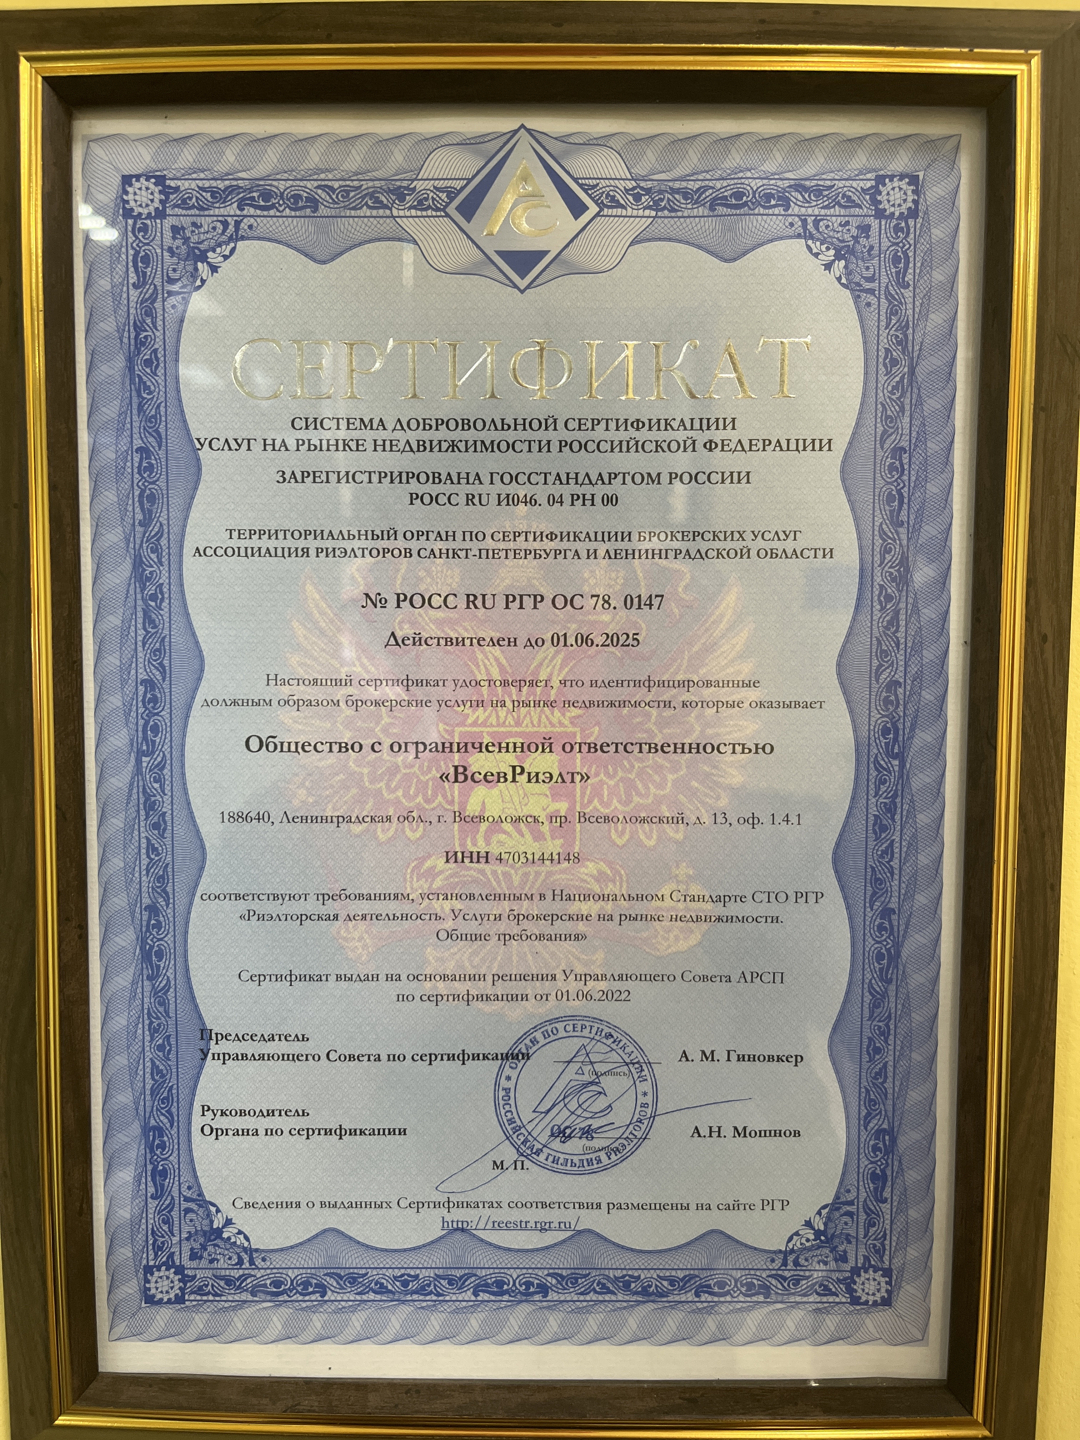 АС
СЕРТИФИКАТ
СИСТЕМА ДОБРОВОЛЬНОЙ СЕРТИФИКАЦИИ
УСЛУГ НА РЫНКЕ НЕДВИЖИМОСТИ РОССИЙСКОЙ ФЕДЕРАЦИИ
ЗАРЕГИСТРИРОВАНА ГОССТАНДАРТОМ РОССИИ
РОСС RU И046. 04 РН 00
ТЕРРИТОРИАЛЬНЫЙ ОРГАН ПО СЕРТИФИКАЦИИ БРОКЕРСКИХ УСЛУГ
АССОЦИАЦИЯ РИЭЛТОРОВ САНКТ-ПЕТЕРБУРГА И ЛЕНИНГРАДСКОЙ ОБЛАСТИ
№ РОСС RU РГР ОС 78. 0147
Действителен до 01.06.2025
Настоящий сертификат удостоверяет, что идентифицированные
должным образом брокерские услуги на рынке недвижимости, которые оказывает
Общество с ограниченной ответственностью
«ВсевРиэлт»
188640, Ленинградская обл., г. Всеволожск, пр. Всеволожский, д. 13, оф. 1.4.1
ИНН 4703144148
соответствуют требованиям, установленным в Национальном Стандарте СТО РГР
«Риэлторская деятельность. Услуги брокерские на рынке недвижимости.
Общие требования»
Сертификат выдан на основании решения Управляющего Совета АРСП
по сертификации от 01.06.2022
Председатель
Управляющего Совета по сертификации
А. М. Гиновкер
(подпись)
Руководитель
Органа по сертификации
А.Н. Мошнов
(подпись)
М. П.
ОРГАН ПО СЕРТИФИКАЦИИ
РОССИЙСКАЯ ГИЛЬДИЯ РИЭЛТОРОВ
Сведения о выданных Сертификатах соответствия размещены на сайте РГР
http://reestr.rgr.ru/